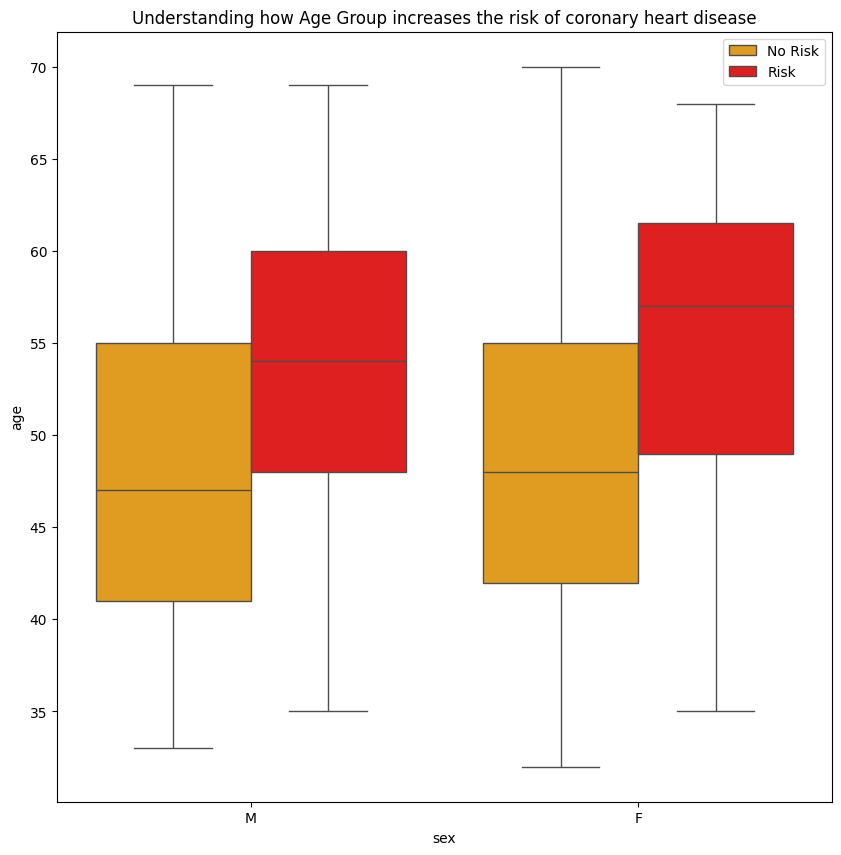 Understanding how Age Group increases the risk of coronary heart disease
No Risk
Risk
70
65
60
55
50
45
40
35
age
M
F
sex